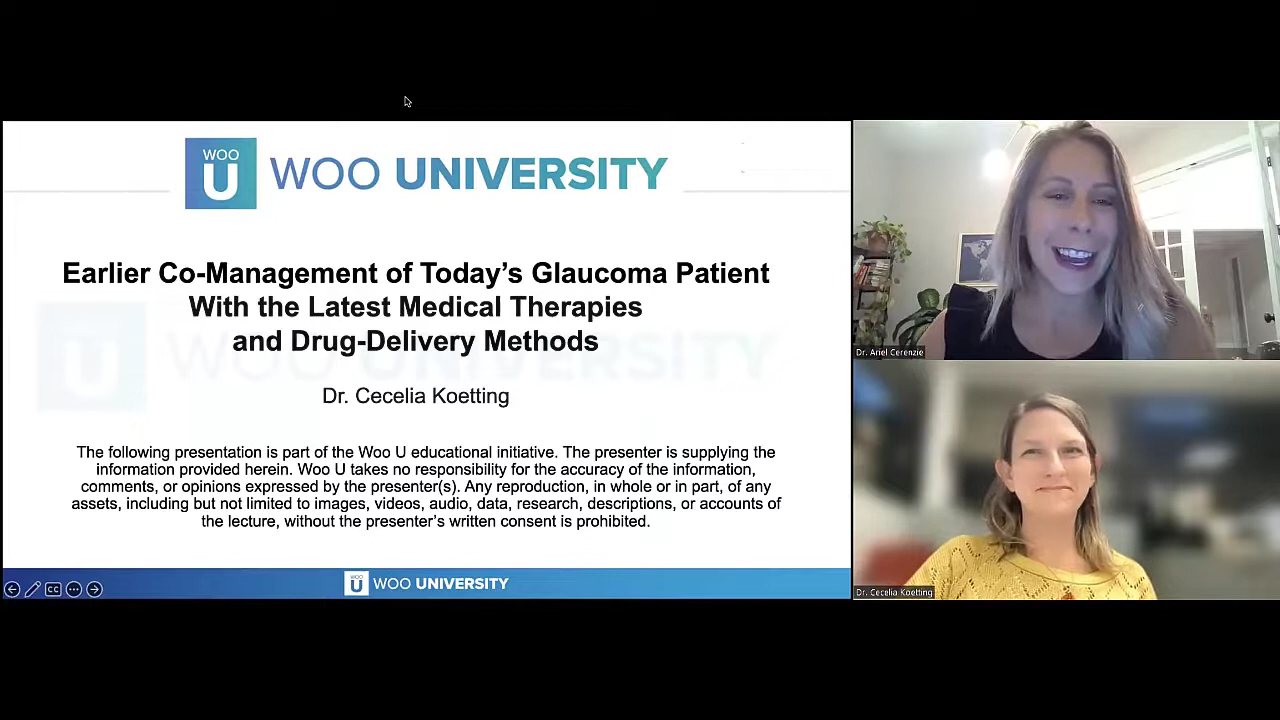 WOO
U
WOO UNIVERSITY
Earlier Co-Management of Today's Glaucoma Patient
With the Latest Medical Therapies
and Drug-Delivery Methods
Dr. Cecelia Koetting
The following presentation is part of the Woo U educational initiative. The presenter is supplying the
information provided herein. Woo U takes no responsibility for the accuracy of the information,
comments, or opinions expressed by the presenter(s). Any reproduction, in whole or in part, of any
assets, including but not limited to images, videos, audio, data, research, descriptions, or accounts of
the lecture, without the presenter's written consent is prohibited.
CC
WOO
U
WOO UNIVERSITY
Dr. Ariel Cerenzie
Dr. Cecelia Koetting